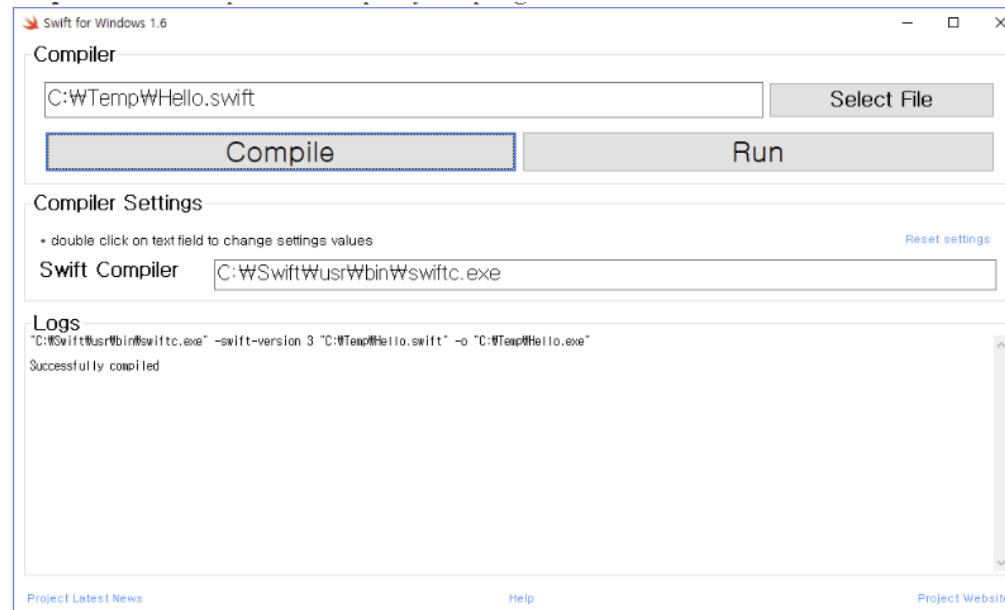 Swift for Windows 1.6
Compiler
C:₩Temp₩Hello.swift
Select File
Compile
Run
Compiler Settings
* double click on text field to change settings values
Reset settings
Swift Compiler
C:₩Swift₩usr₩bin₩swiftc.exe
Logs
"C:₩Swift₩usr₩bin₩swiftc.exe" -swift-version 3 "C:₩Temp₩Hello.swift" -o "C:₩Temp₩Hello.exe"
Successfully compiled
Project Latest News
Help
Project Website